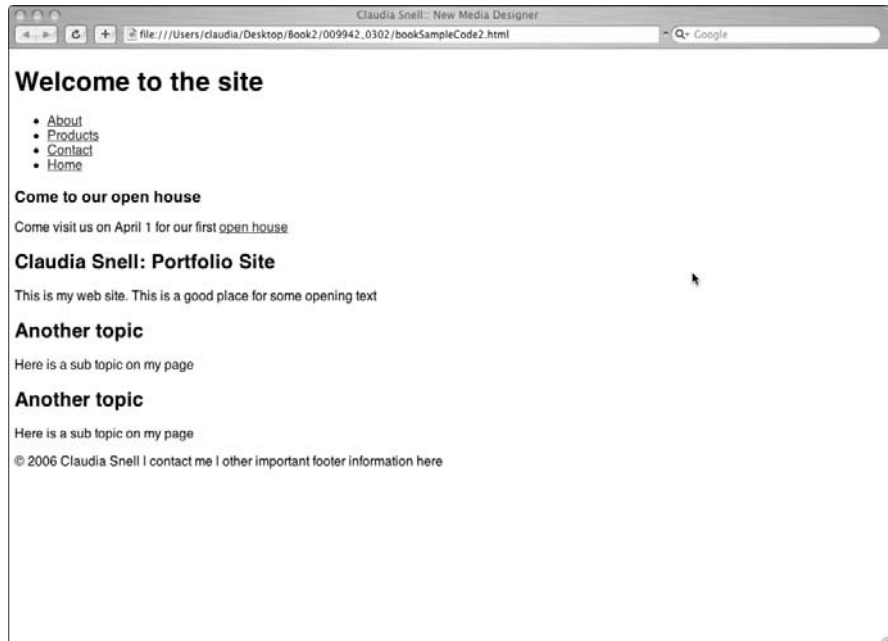 Claudia Snell:: New Media Designer
file:///Users/claudia/Desktop/Book2/009942_0302/bookSampleCode2.html
Google
Welcome to the site
• About
• Products
• Contact
• Home
Come to our open house
Come visit us on April 1 for our first open house
Claudia Snell: Portfolio Site
This is my web site. This is a good place for some opening text
Another topic
Here is a sub topic on my page
Another topic
Here is a sub topic on my page
© 2006 Claudia Snell | contact me | other important footer information here